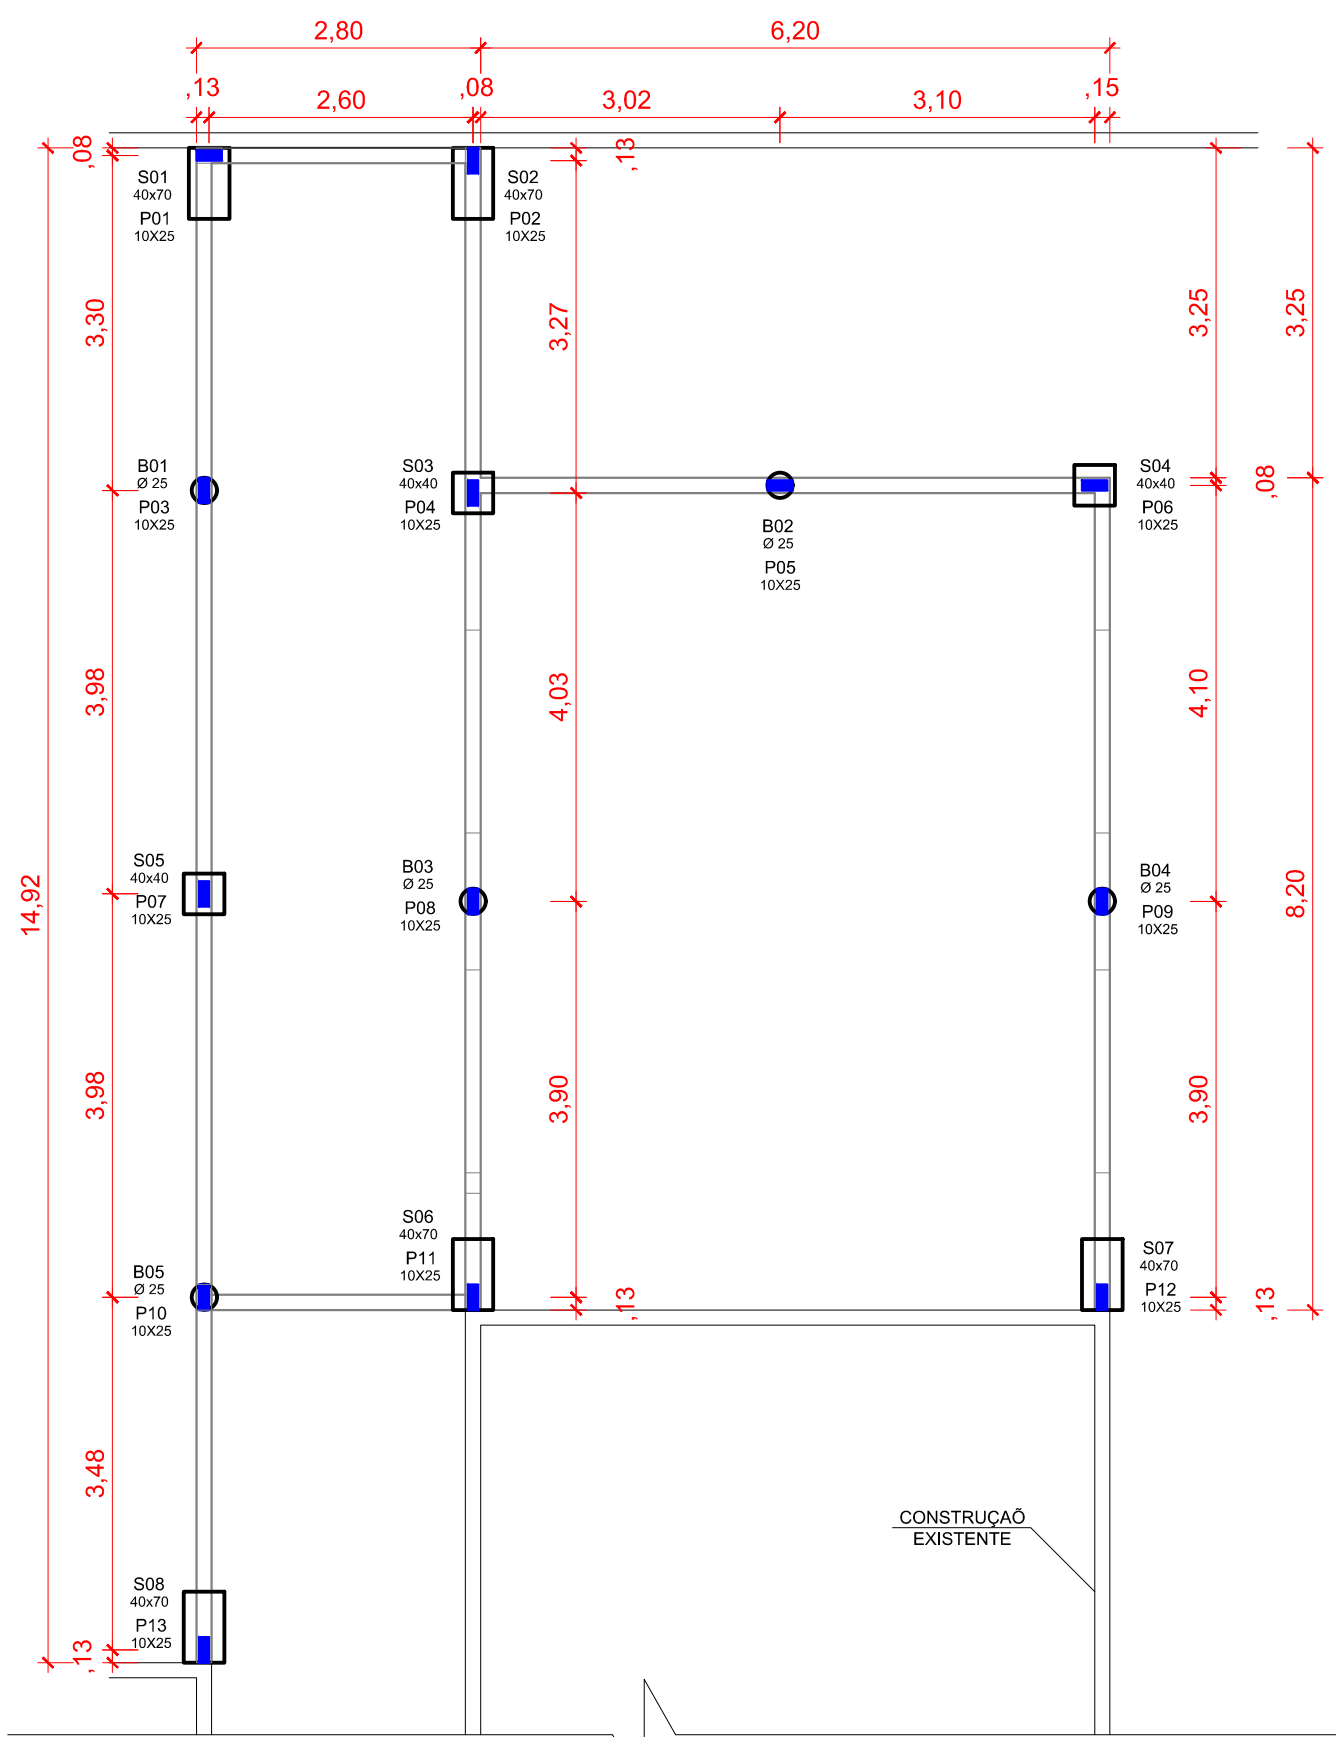 2,80
6,20
,13
2,60
,08
3,02
3,10
,15
,08
,13
S01
40x70
P01
10X25
S02
40x70
P02
10X25
3,30
3,27
3,25
3,25
B01
Ø 25
P03
10X25
S03
40x40
P04
10X25
B02
Ø 25
P05
10X25
S04
40x40
P06
10X25
,08
3,98
4,03
4,10
14,92
8,20
S05
40x40
P07
10X25
B03
Ø 25
P08
10X25
B04
Ø 25
P09
10X25
3,98
3,90
3,90
B05
Ø 25
P10
10X25
S06
40x70
P11
10X25
,13
S07
40x70
P12
10X25
,13
3,48
CONSTRUÇAÕ
EXISTENTE
S08
40x70
P13
10X25
,13